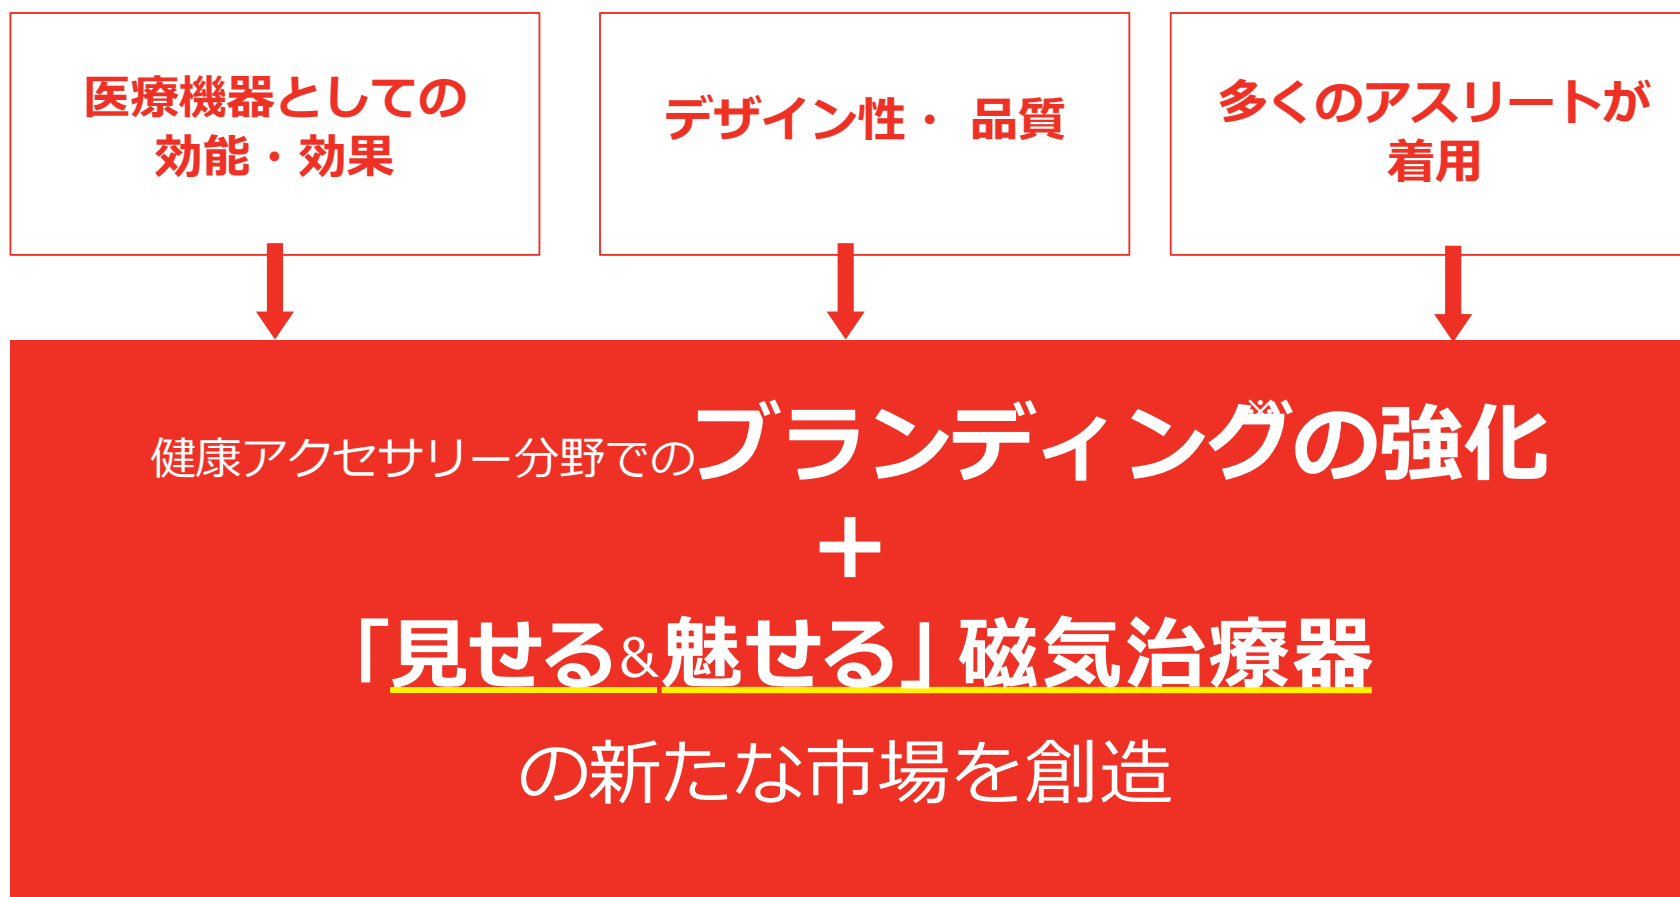 医療機器としての
効能・効果
デザイン性・ 品質
多くのアスリートが
着用
健康アクセサリー分野でのブランディング※の強化
+
「見せる&魅せる」磁気治療器
の新たな市場を創造